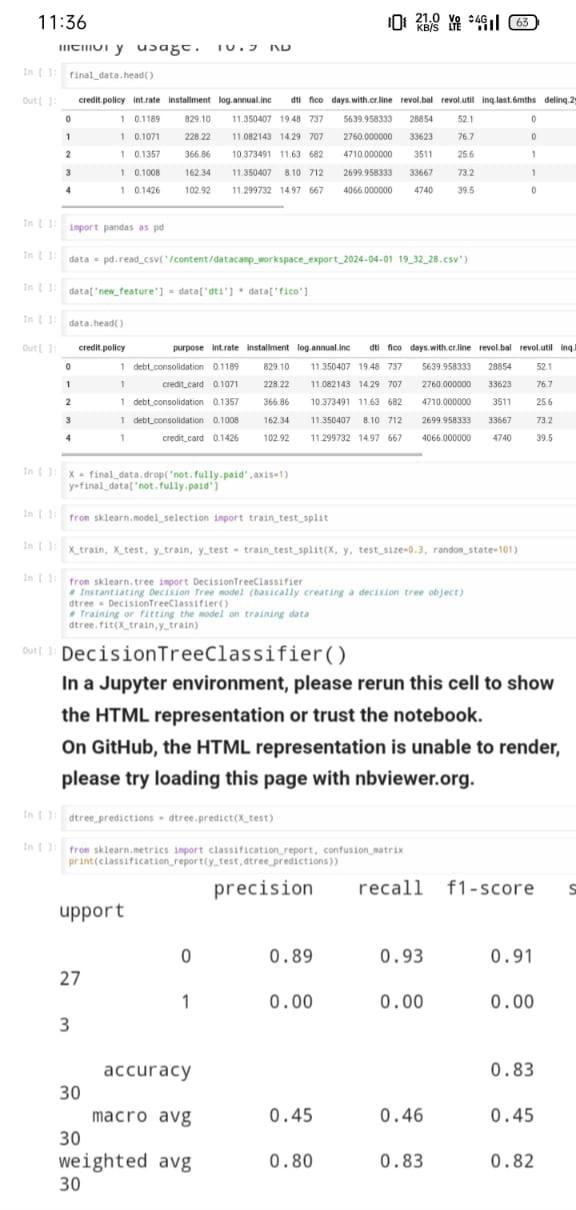 11:36 21.0 KB/S Vo LTE 4G 63
memory usage: 10.9 KB
In [ ]: final_data.head()
Out[ ]: credit.policy int.rate installment log.annual.inc dti fico days.with.cr.line revol.bal revol.util inq.last.6mths delinq.2y
0 1 0.1189 829.10 11.350407 19.48 737 5639.958333 28854 52.1 0
1 1 0.1071 228.22 11.082143 14.29 707 2760.000000 33623 76.7 0
2 1 0.1357 366.86 10.373491 11.63 682 4710.000000 3511 25.6 1
3 1 0.1008 162.34 11.350407 8.10 712 2699.958333 33667 73.2 1
4 1 0.1426 102.92 11.299732 14.97 667 4066.000000 4740 39.5 0
In [ ]: import pandas as pd
In [ ]: data = pd.read_csv('/content/datacamp_workspace_export_2024-04-01 19_32_28.csv')
In [ ]: data['new_feature'] = data['dti'] * data['fico']
In [ ]: data.head()
Out[ ]: credit.policy purpose int.rate installment log.annual.inc dti fico days.with.cr.line revol.bal revol.util inq.l
0 1 debt_consolidation 0.1189 829.10 11.350407 19.48 737 5639.958333 28854 52.1
1 1 credit_card 0.1071 228.22 11.082143 14.29 707 2760.000000 33623 76.7
2 1 debt_consolidation 0.1357 366.86 10.373491 11.63 682 4710.000000 3511 25.6
3 1 debt_consolidation 0.1008 162.34 11.350407 8.10 712 2699.958333 33667 73.2
4 1 credit_card 0.1426 102.92 11.299732 14.97 667 4066.000000 4740 39.5
In [ ]: X = final_data.drop('not.fully.paid',axis=1)
y=final_data['not.fully.paid']
In [ ]: from sklearn.model_selection import train_test_split
In [ ]: X_train, X_test, y_train, y_test = train_test_split(X, y, test_size=0.3, random_state=101)
In [ ]: from sklearn.tree import DecisionTreeClassifier
# Instantiating Decision Tree model (basically creating a decision tree object)
dtree = DecisionTreeClassifier()
# Training or fitting the model on training data
dtree.fit(X_train,y_train)
Out[ ]: DecisionTreeClassifier()
In a Jupyter environment, please rerun this cell to show
the HTML representation or trust the notebook.
On GitHub, the HTML representation is unable to render,
please try loading this page with nbviewer.org.
In [ ]: dtree_predictions = dtree.predict(X_test)
In [ ]: from sklearn.metrics import classification_report, confusion_matrix
print(classification_report(y_test,dtree_predictions))
precision recall f1-score s
upport
0 0.89 0.93 0.91
27
1 0.00 0.00 0.00
3
accuracy 0.83
30
macro avg 0.45 0.46 0.45
30
weighted avg 0.80 0.83 0.82
30